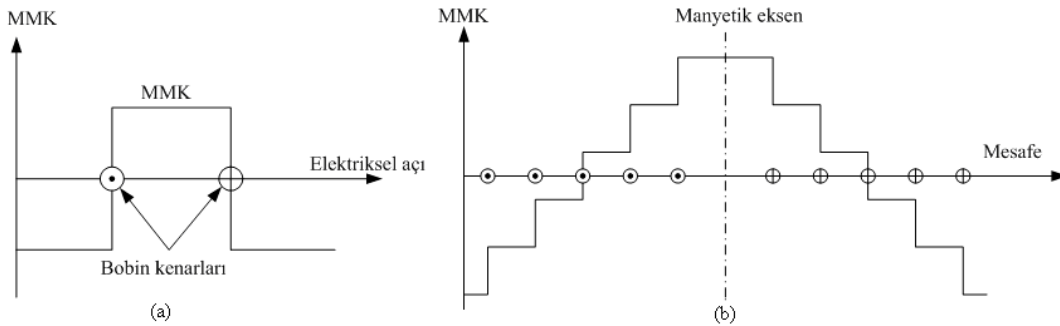 MMK
MMK
Elektriksel açı
Bobin kenarları
(a)
Manyetik eksen
MMK
Mesafe
(b)